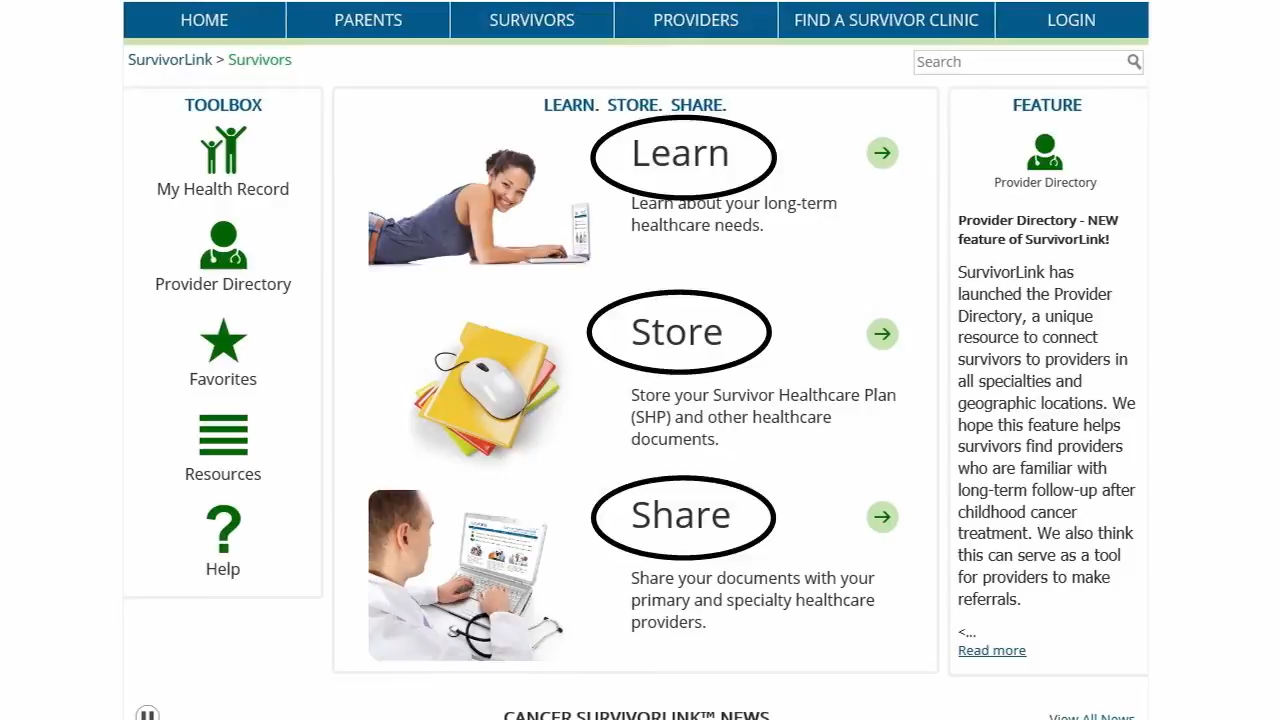 HOME PARENTS SURVIVORS PROVIDERS FIND A SURVIVOR CLINIC LOGIN
SurvivorLink > Survivors
Search
TOOLBOX
My Health Record
Provider Directory
Favorites
Resources
Help
LEARN. STORE. SHARE.
Learn
Learn about your long-term
healthcare needs.
Store
Store your Survivor Healthcare Plan
(SHP) and other healthcare
documents.
Share
Share your documents with your
primary and specialty healthcare
providers.
FEATURE
Provider Directory
Provider Directory - NEW
feature of SurvivorLink!
SurvivorLink has
launched the Provider
Directory, a unique
resource to connect
survivors to providers in
all specialties and
geographic locations. We
hope this feature helps
survivors find providers
who are familiar with
long-term follow-up after
childhood cancer
treatment. We also think
this can serve as a tool
for providers to make
referrals.
<...
Read more
CANCER SURVIVORLINK™ NEWS
View All News